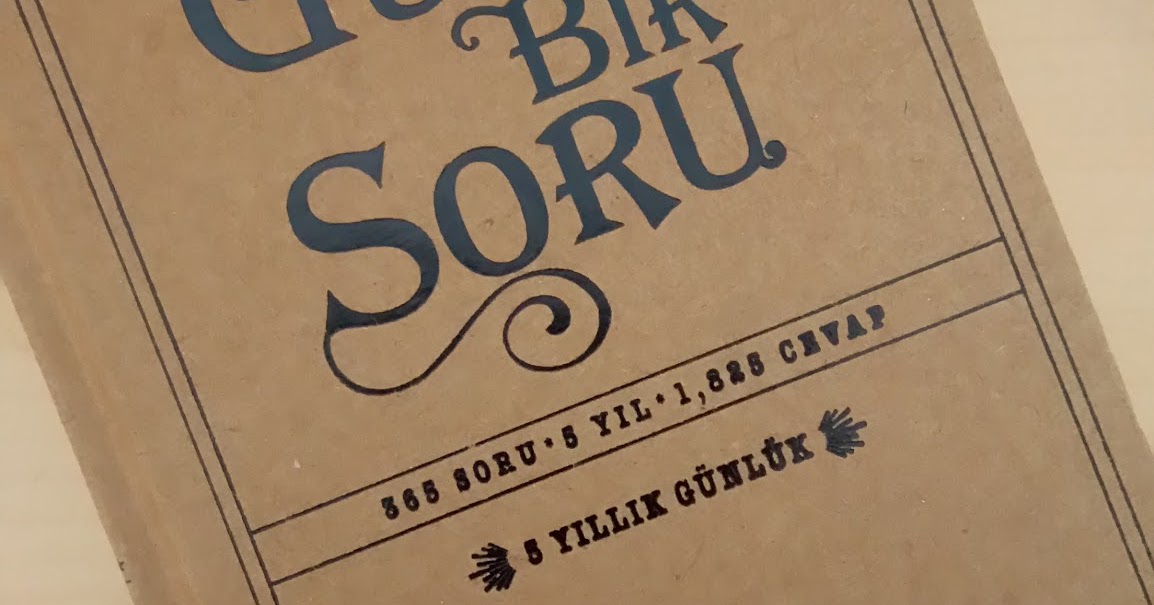 BİR
SORU
365 SORU • 5 YIL • 1,825 CEVAP
5 YILLIK GÜNLÜK